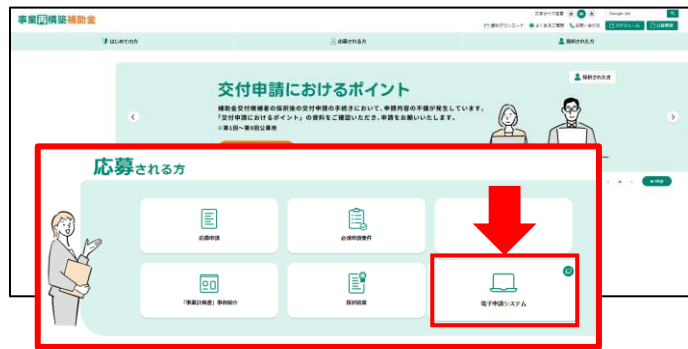 事業再構築補助金
文字サイズ変更 小 中 大
資料ダウンロード よくあるご質問 お問い合わせ スケジュール 公募要領
はじめての方 応募される方 採択された方
採択された方
交付申請におけるポイント
補助金交付候補者の採択後の交付申請の手続きにおいて、申請内容の不備が発生しています。
「交付申請におけるポイント」の資料をご確認いただき、申請をお願いいたします。
※第1回～第9回公募用
応募される方
応募申請 必須申請要件
「事業計画書」事例紹介 採択結果 電子申請システム